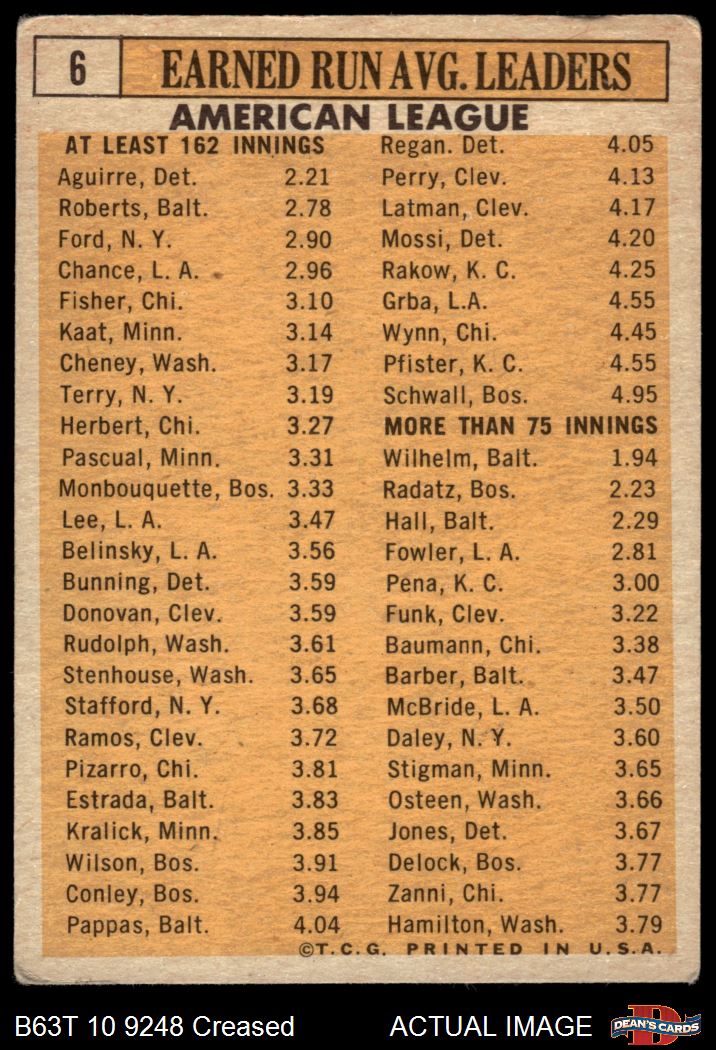 6
EARNED RUN AVG. LEADERS
AMERICAN LEAGUE
AT LEAST 162 INNINGS
Aguirre, Det. 2.21
Roberts, Balt. 2.78
Ford, N. Y. 2.90
Chance, L. A. 2.96
Fisher, Chi. 3.10
Kaat, Minn. 3.14
Cheney, Wash. 3.17
Terry, N. Y. 3.19
Herbert, Chi. 3.27
Pascual, Minn. 3.31
Monbouquette, Bos. 3.33
Lee, L. A. 3.47
Belinsky, L. A. 3.56
Bunning, Det. 3.59
Donovan, Clev. 3.59
Rudolph, Wash. 3.61
Stenhouse, Wash. 3.65
Stafford, N. Y. 3.68
Ramos, Clev. 3.72
Pizarro, Chi. 3.81
Estrada, Balt. 3.83
Kralick, Minn. 3.85
Wilson, Bos. 3.91
Conley, Bos. 3.94
Pappas, Balt. 4.04
Regan. Det. 4.05
Perry, Clev. 4.13
Latman, Clev. 4.17
Mossi, Det. 4.20
Rakow, K. C. 4.25
Grba, L.A. 4.55
Wynn, Chi. 4.45
Pfister, K. C. 4.55
Schwall, Bos. 4.95
MORE THAN 75 INNINGS
Wilhelm, Balt. 1.94
Radatz, Bos. 2.23
Hall, Balt. 2.29
Fowler, L. A. 2.81
Pena, K. C. 3.00
Funk, Clev. 3.22
Baumann, Chi. 3.38
Barber, Balt. 3.47
McBride, L. A. 3.50
Daley, N. Y. 3.60
Stigman, Minn. 3.65
Osteen, Wash. 3.66
Jones, Det. 3.67
Delock, Bos. 3.77
Zanni, Chi. 3.77
Hamilton, Wash. 3.79
©T.C.G. PRINTED IN U.S.A.
B63T 10 9248 Creased ACTUAL IMAGE
D
DEAN'S CARDS